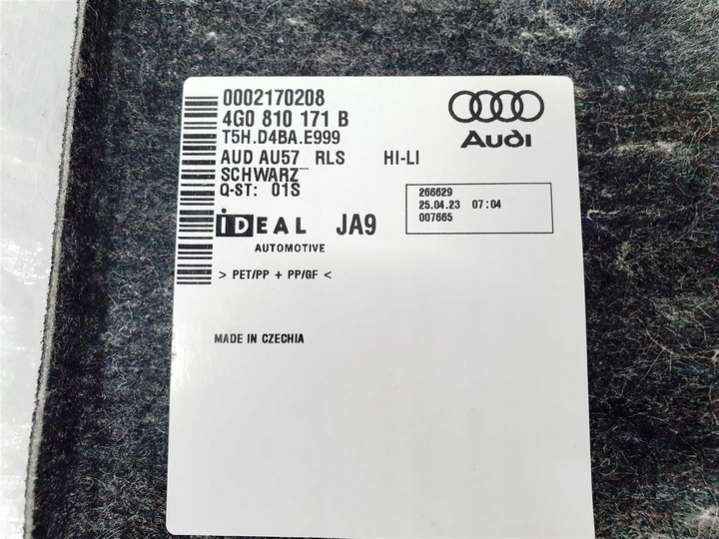 0002170208
4G0 810 171 B
T5H.D4BA.E999
AUD AU57 RLS HI-LI
SCHWARZ
Q-ST: 01S
Audi
266629
25.04.23 07:04
007665
iDEAL JA9
AUTOMOTIVE
> PET/PP + PP/GF <
MADE IN CZECHIA